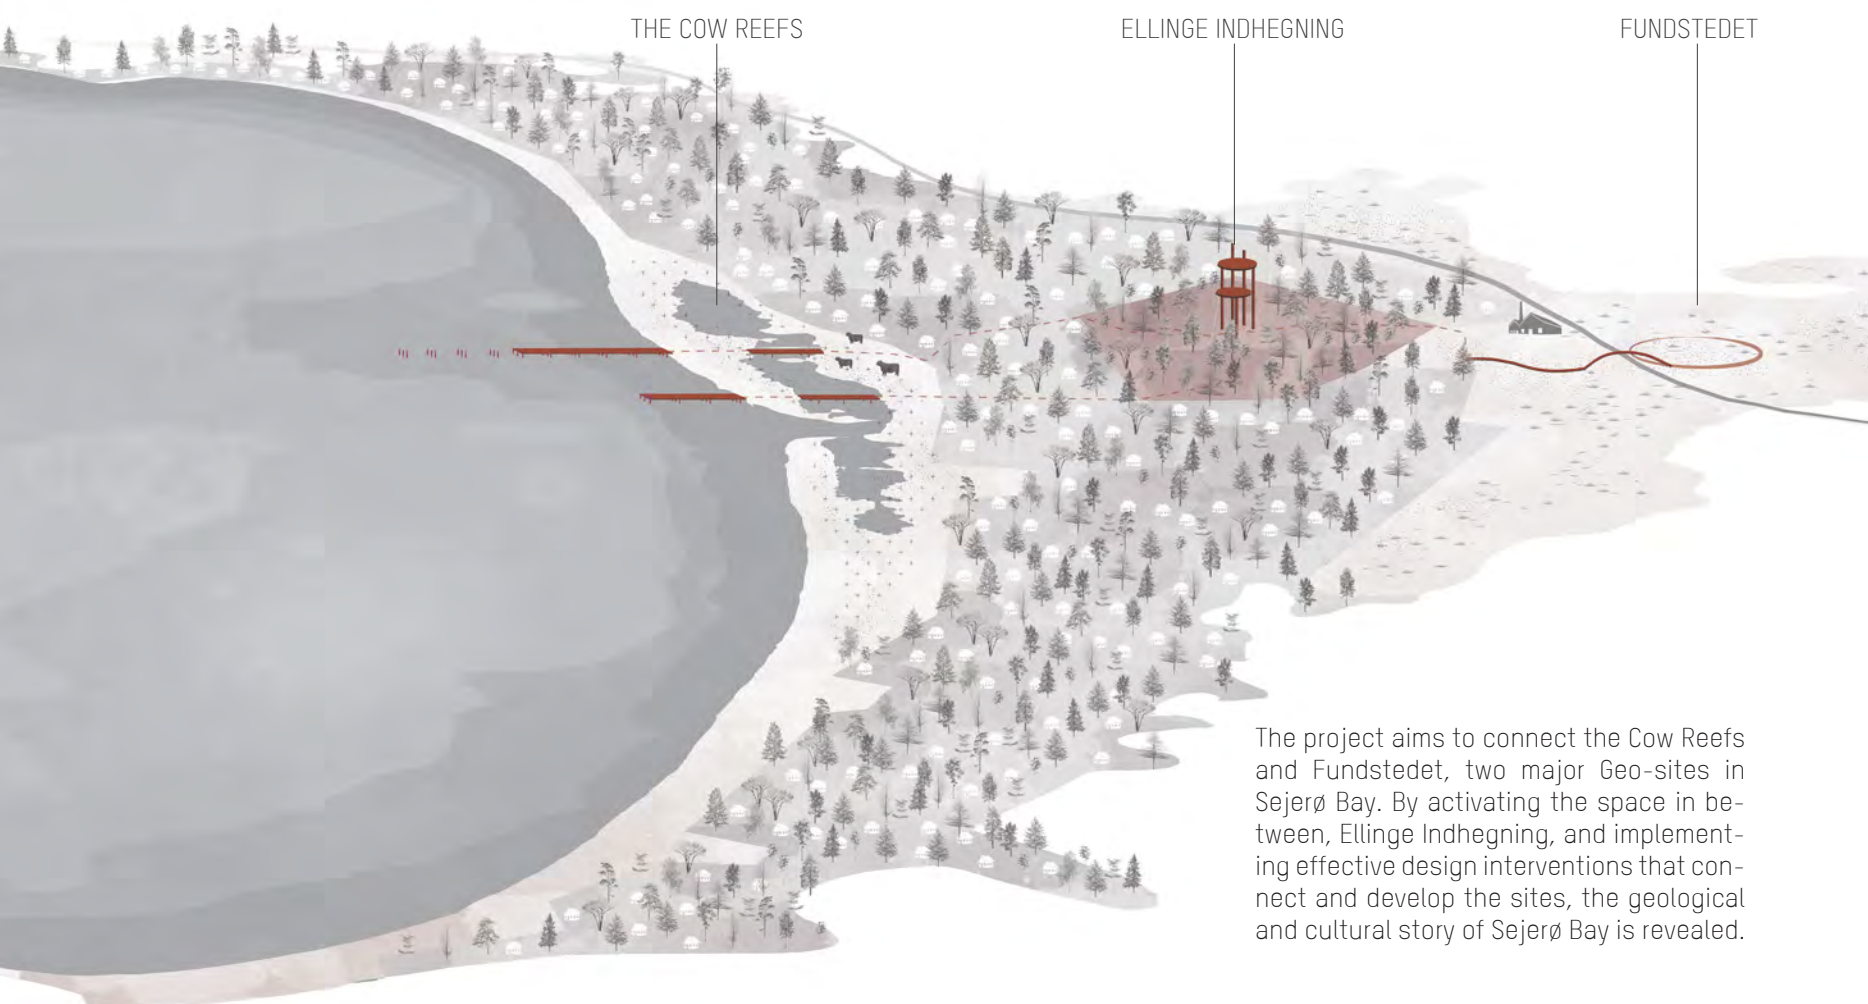 THE COW REEFS
ELLINGE INDHEGNING
FUNDSTEDET
The project aims to connect the Cow Reefs
and Fundstedet, two major Geo-sites in
Sejerø Bay. By activating the space in be-
tween, Ellinge Indhegning, and implement-
ing effective design interventions that con-
nect and develop the sites, the geological
and cultural story of Sejerø Bay is revealed.